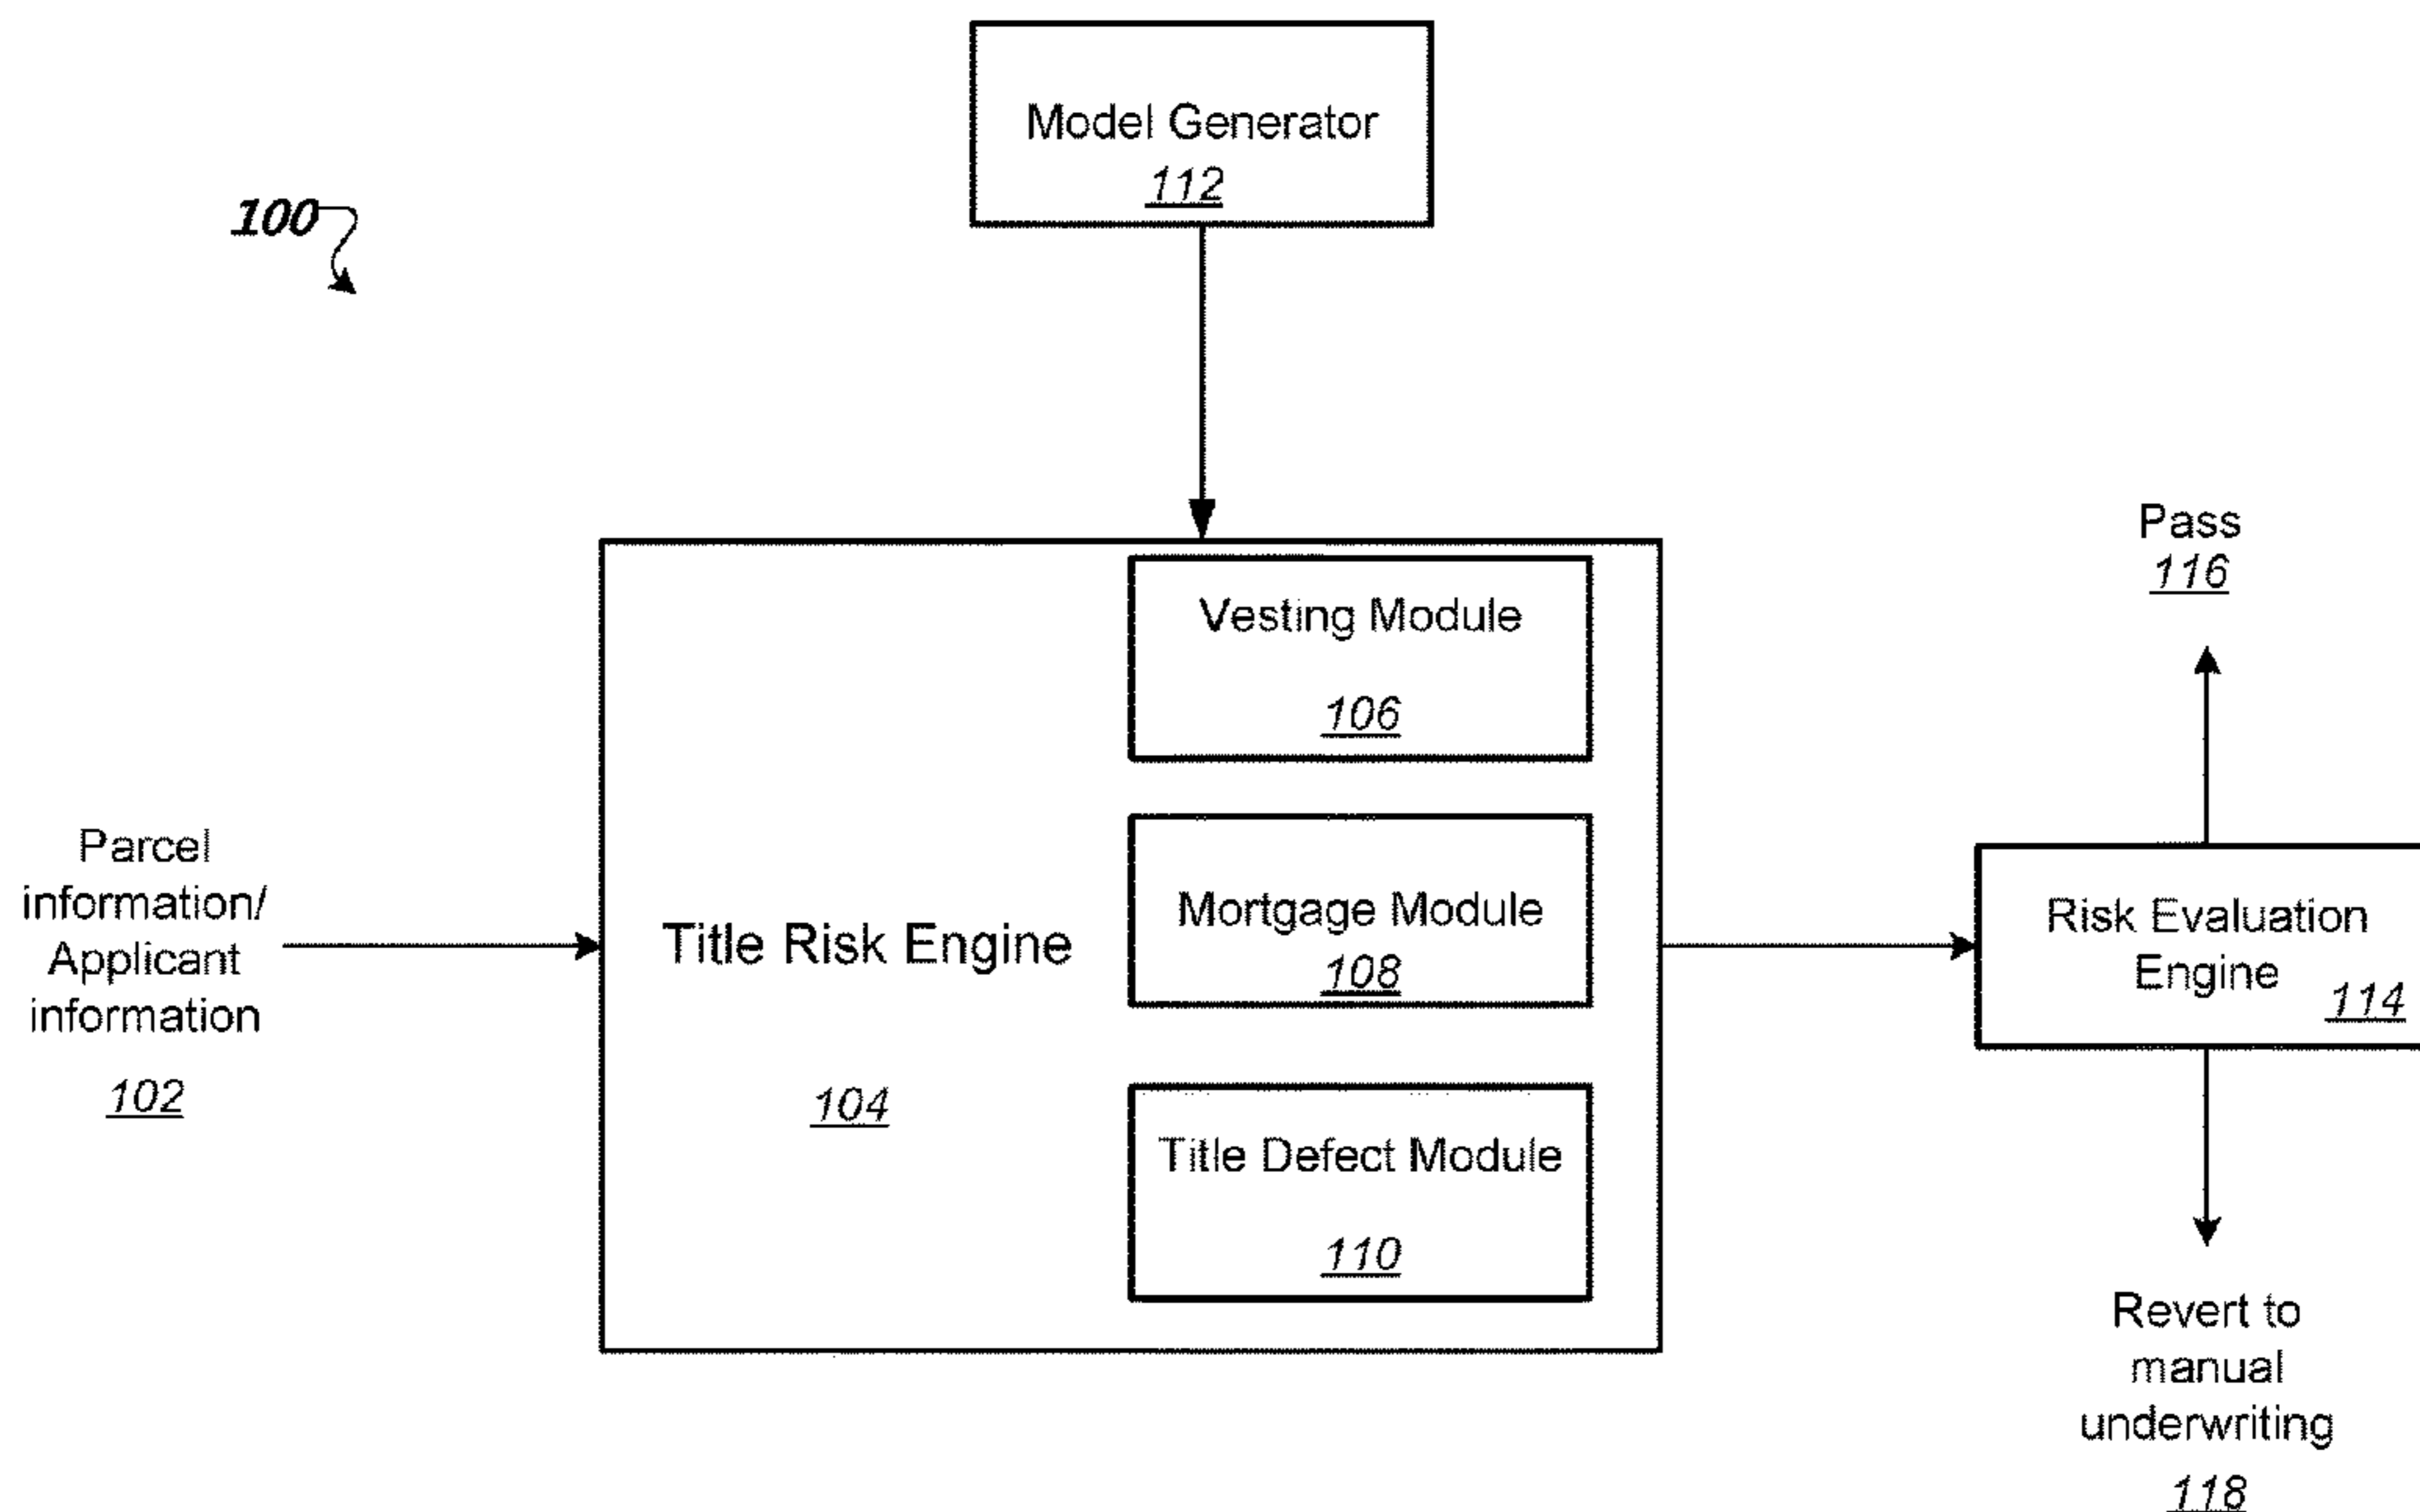 Model Generator
112
100
Pass
116
Vesting Module
106
Parcel
information/
Applicant
information
102
Title Risk Engine
104
Mortgage Module
108
Title Defect Module
110
Risk Evaluation
Engine
114
Revert to
manual
underwriting
118